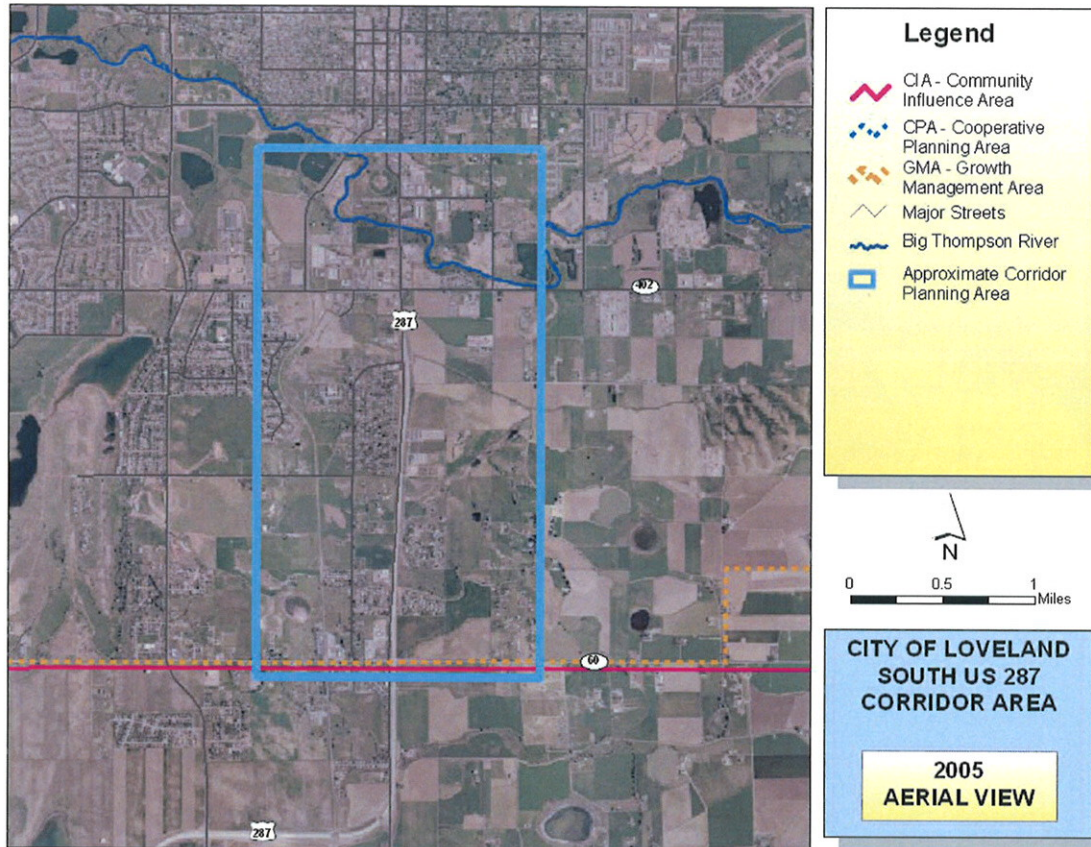 Legend
CIA - Community
Influence Area
CPA - Cooperative
Planning Area
GMA - Growth
Management Area
Major Streets
Big Thompson River
Approximate Corridor
Planning Area
402
287
60
287
N
0 0.5 1
Miles
CITY OF LOVELAND
SOUTH US 287
CORRIDOR AREA
2005
AERIAL VIEW